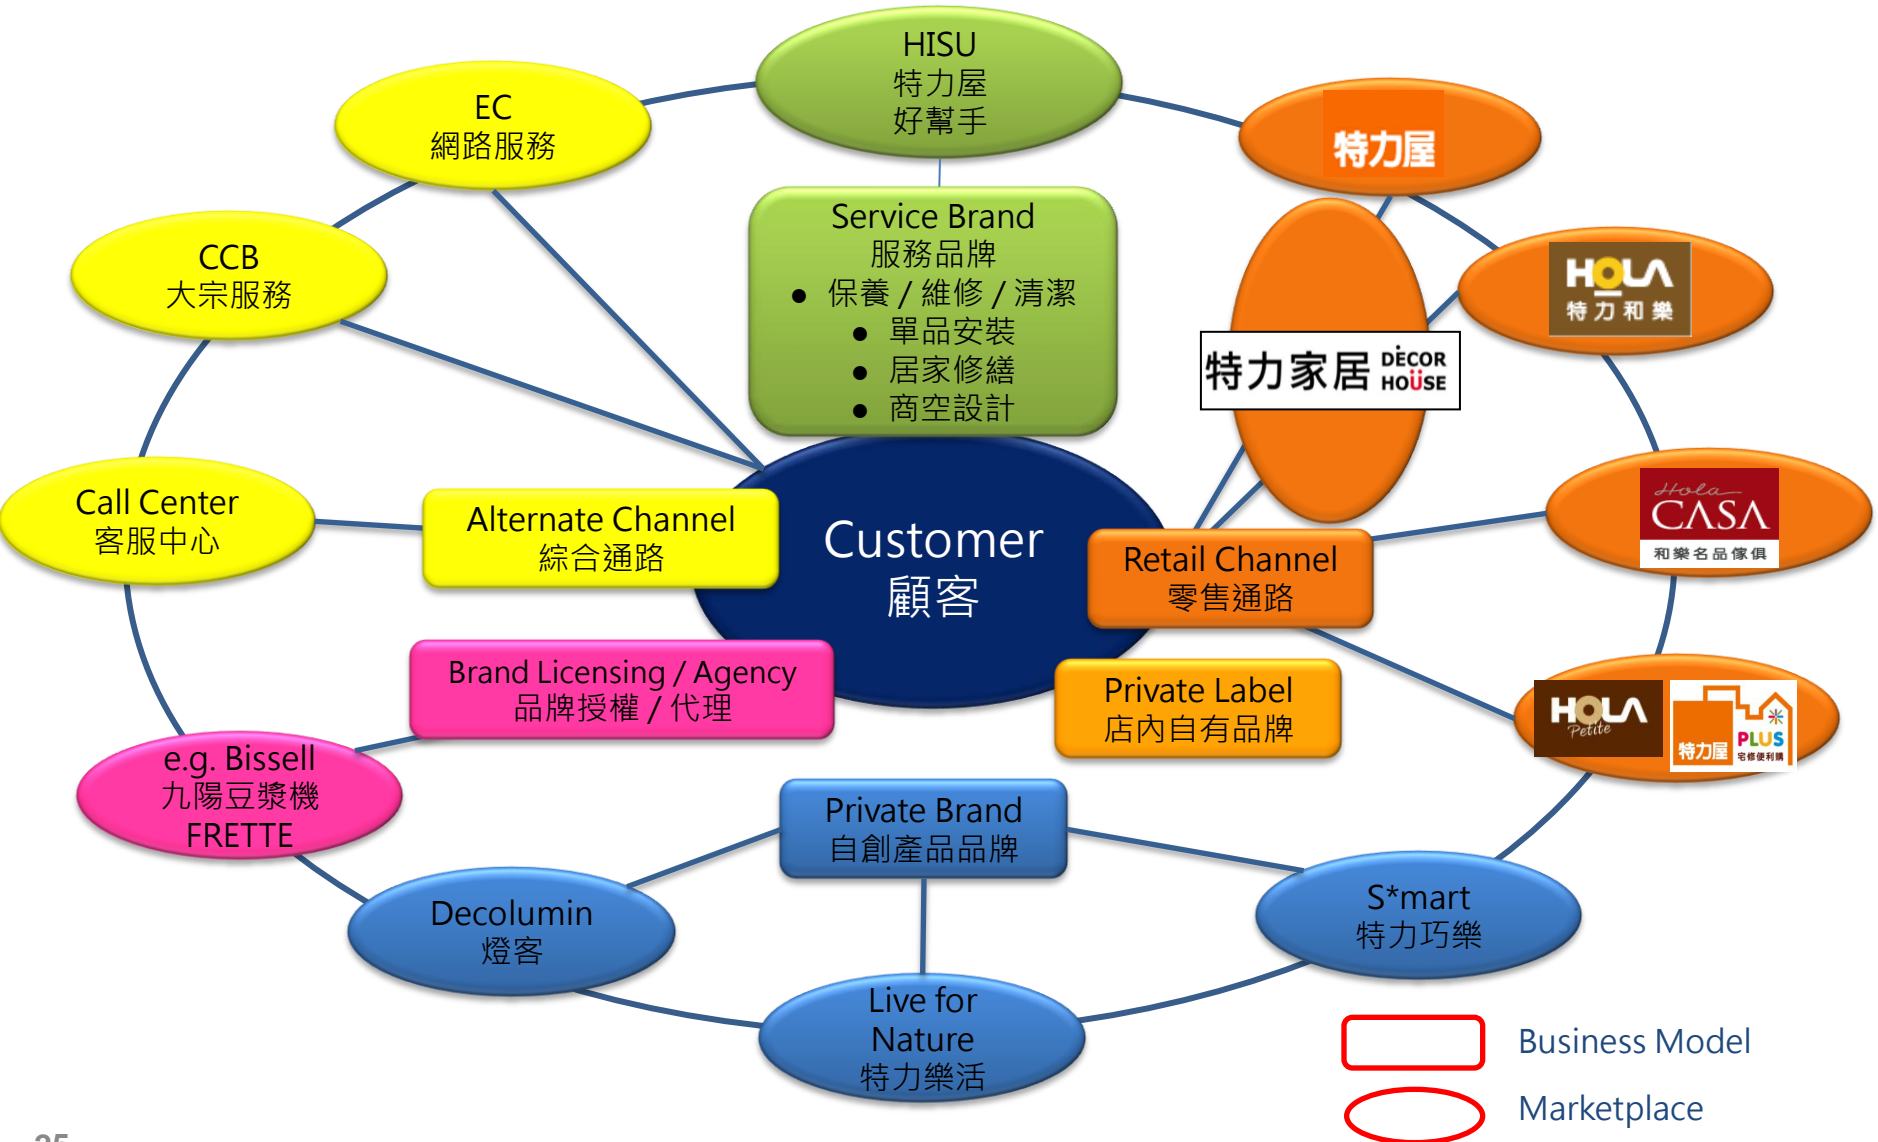 HISU
特力屋
好幫手
EC
網路服務
特力屋
CCB
大宗服務
Service Brand
服務品牌
● 保養 / 維修 / 清潔
● 單品安裝
● 居家修繕
● 商空設計
HOLA
特力和樂
特力家居 DÉCOR
HOÜSE
Call Center
客服中心
Alternate Channel
綜合通路
Customer
顧客
Retail Channel
零售通路
Hola
CASA
和樂名品傢俱
Brand Licensing / Agency
品牌授權 / 代理
Private Label
店內自有品牌
HOLA
Petite
特力屋
PLUS
宅修便利購
e.g. Bissell
九陽豆漿機
FRETTE
Private Brand
自創產品品牌
Decolumin
燈客
S*mart
特力巧樂
Live for
Nature
特力樂活
Business Model
Marketplace